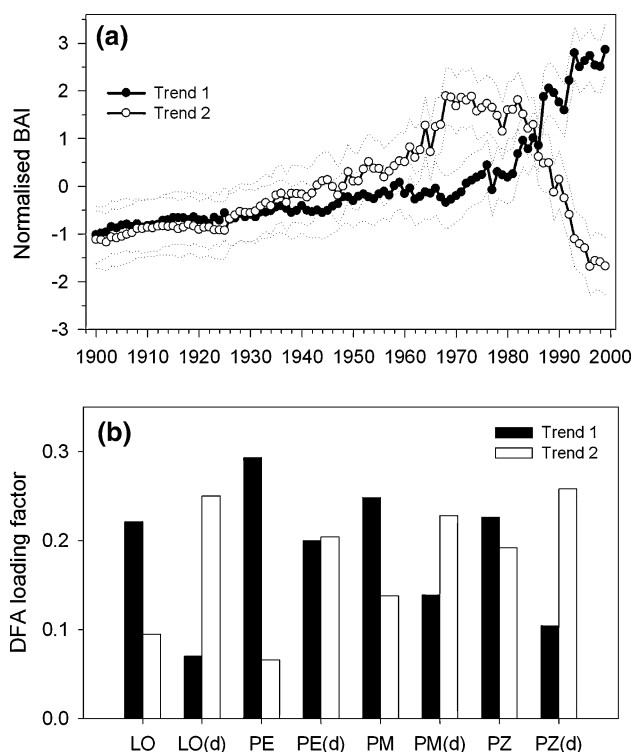 (a)
Trend 1
Trend 2
Normalised BAI
3
2
1
0
-1
-2
-3
1900 1910 1920 1930 1940 1950 1960 1970 1980 1990 2000
(b)
Trend 1
Trend 2
DFA loading factor
0.3
0.2
0.1
0.0
LO LO(d) PE PE(d) PM PM(d) PZ PZ(d)